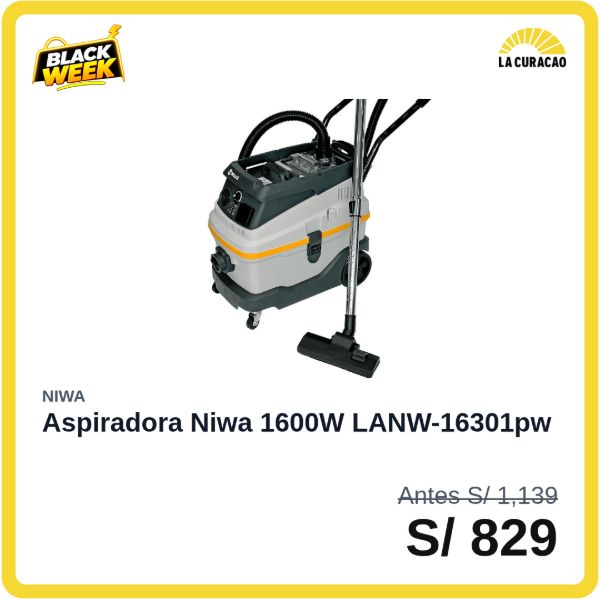 BLACK
WEEK
LA CURACAO
NIWA
Aspiradora Niwa 1600W LANW-16301pw
Antes S/ 1,139
S/ 829